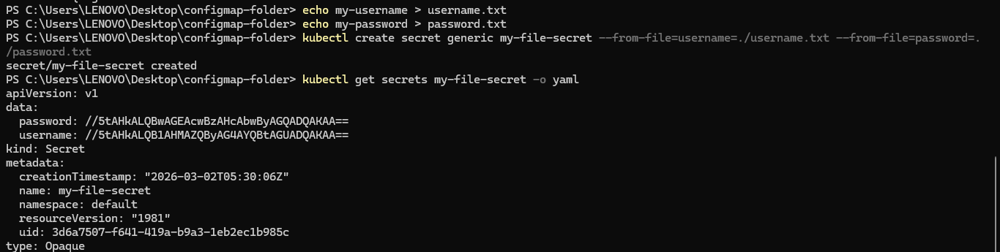 PS C:\Users\LENOVO\Desktop\configmap-folder> echo my-username > username.txt
PS C:\Users\LENOVO\Desktop\configmap-folder> echo my-password > password.txt
PS C:\Users\LENOVO\Desktop\configmap-folder> kubectl create secret generic my-file-secret --from-file=username=./username.txt --from-file=password=.
/password.txt
secret/my-file-secret created
PS C:\Users\LENOVO\Desktop\configmap-folder> kubectl get secrets my-file-secret -o yaml
apiVersion: v1
data:
  password: //5tAHkALQBwAGEAcwBzAHcAbwByAGQADQAKAA==
  username: //5tAHkALQB1AHMAZQByAG4AYQBtAGUADQAKAA==
kind: Secret
metadata:
  creationTimestamp: "2026-03-02T05:30:06Z"
  name: my-file-secret
  namespace: default
  resourceVersion: "1981"
  uid: 3d6a7507-f641-419a-b9a3-1eb2ec1b985c
type: Opaque